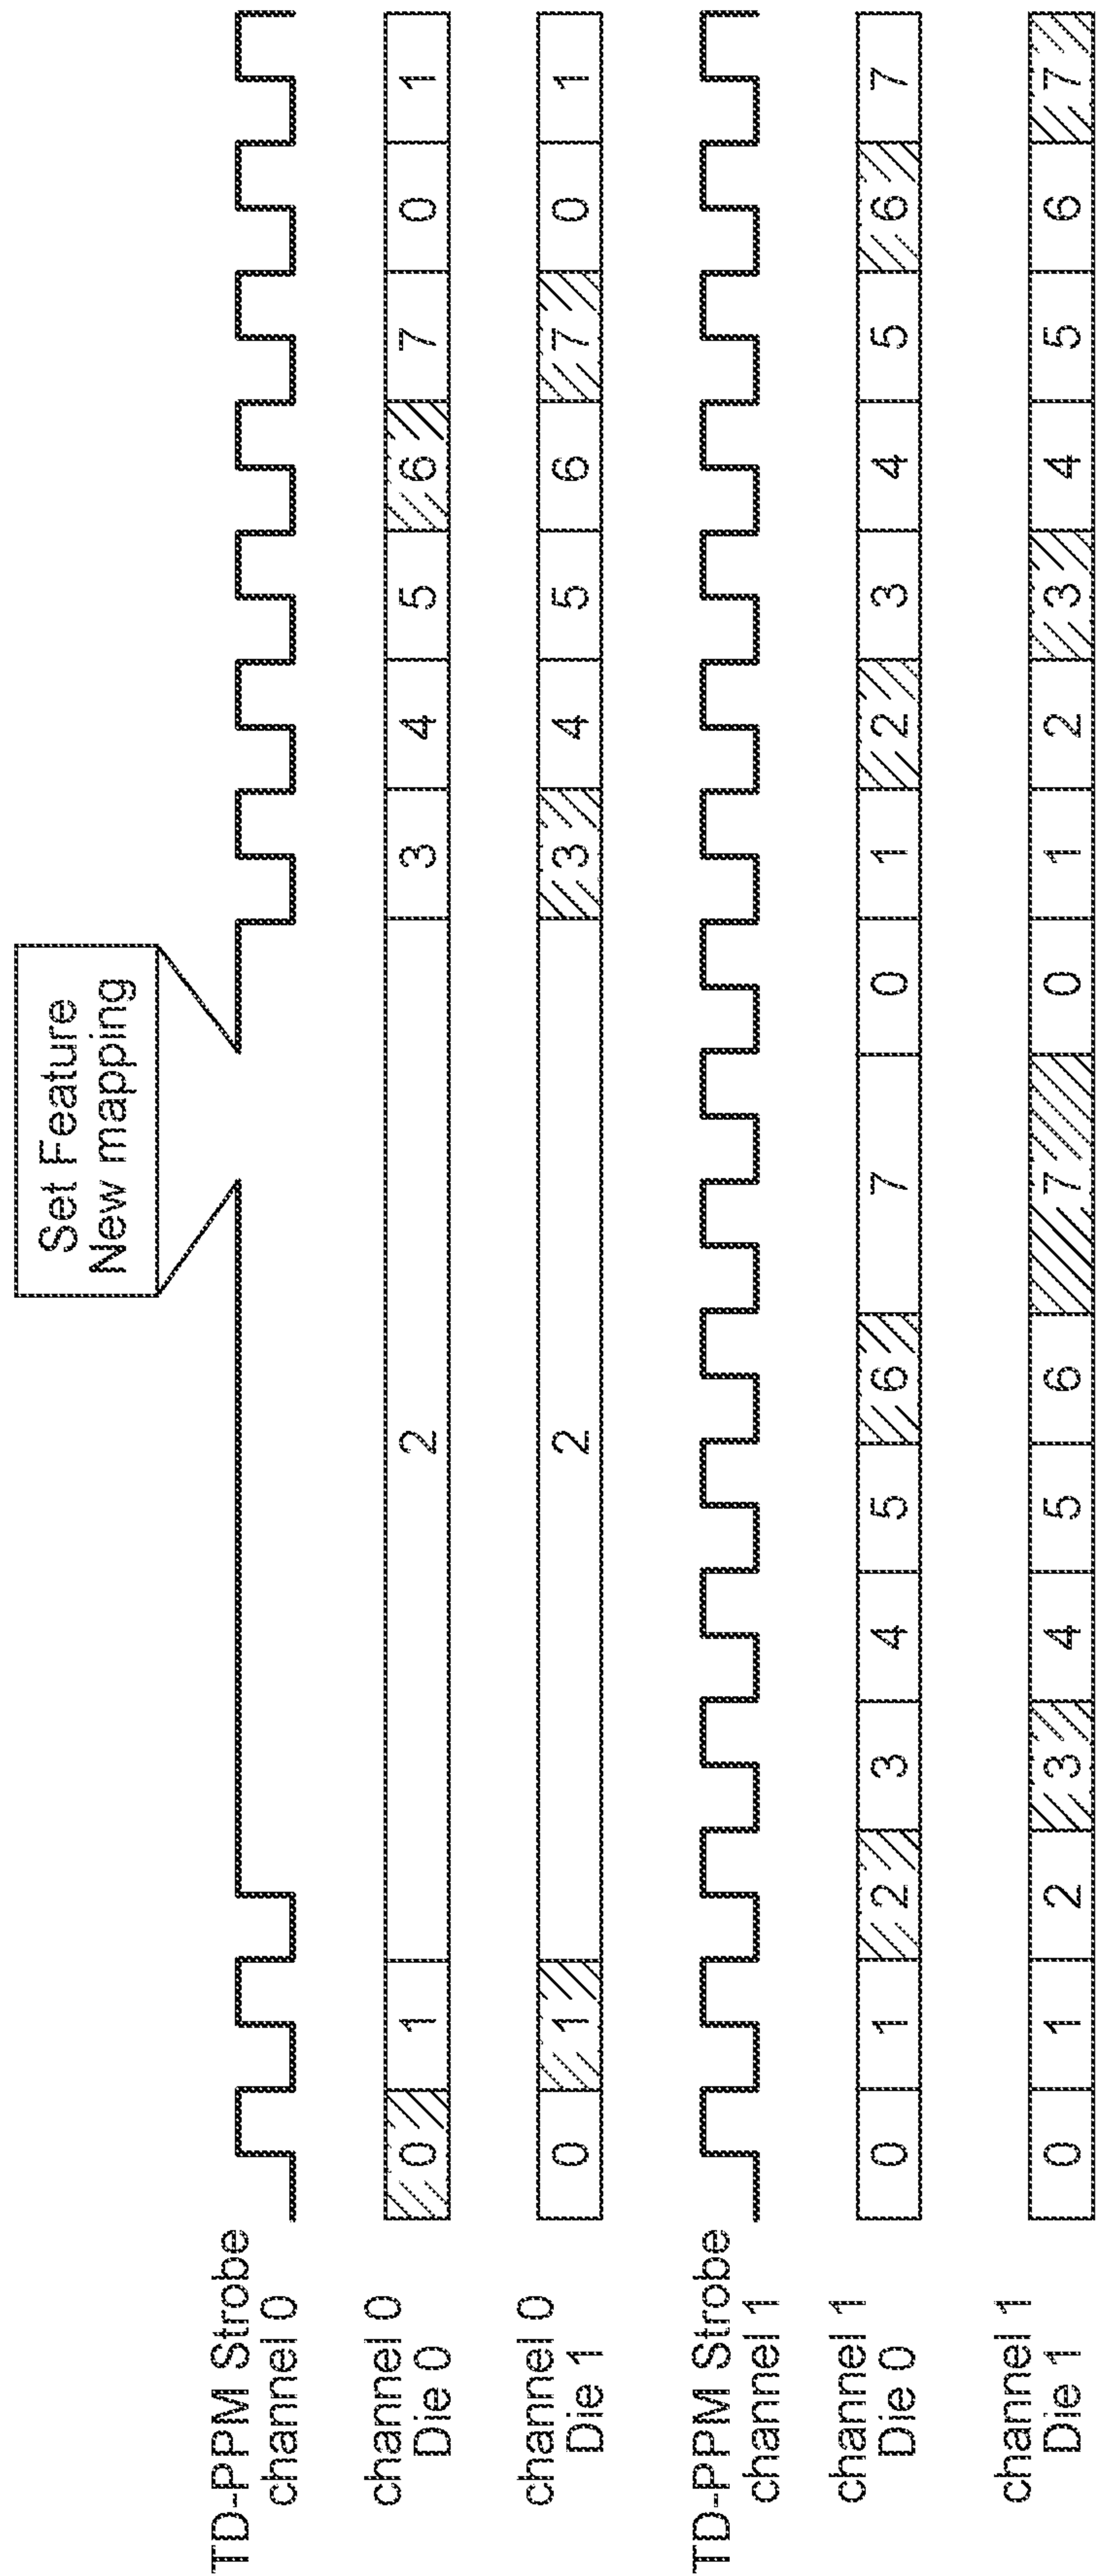 Set Feature
New mapping
TD-PPM Strobe
channel 0
channel 0
Die 0
0 1 2 3 4 5 6 7 0 1
channel 0
Die 1
0 1 2 3 4 5 6 7 0 1
TD-PPM Strobe
channel 1
channel 1
Die 0
0 1 2 3 4 5 6 7 0 1 2 3 4 5 6 7
channel 1
Die 1
0 1 2 3 4 5 6 7 0 1 2 3 4 5 6 7